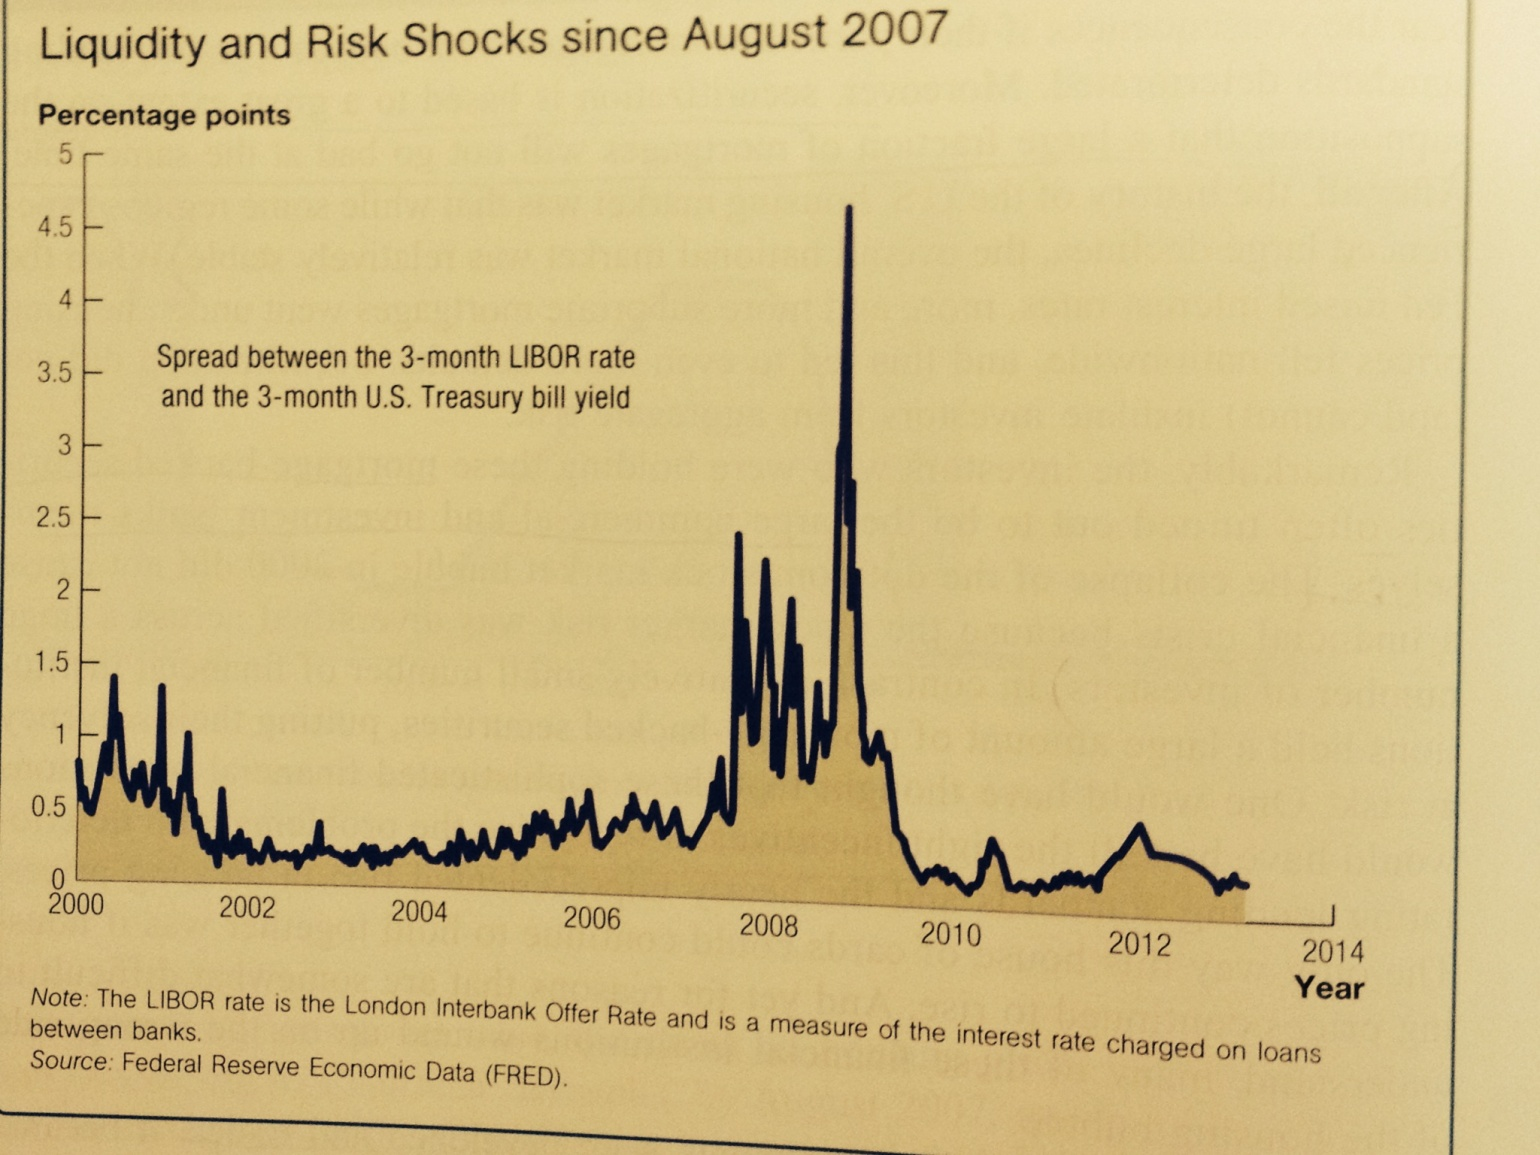 Liquidity and Risk Shocks since August 2007
Percentage points
5
4.5
4
3.5
3
2.5
2
1.5
1
0.5
0
Spread between the 3-month LIBOR rate
and the 3-month U.S. Treasury bill yield
2000 2002 2004 2006 2008 2010 2012 2014
Year
Note: The LIBOR rate is the London Interbank Offer Rate and is a measure of the interest rate charged on loans
between banks.
Source: Federal Reserve Economic Data (FRED).